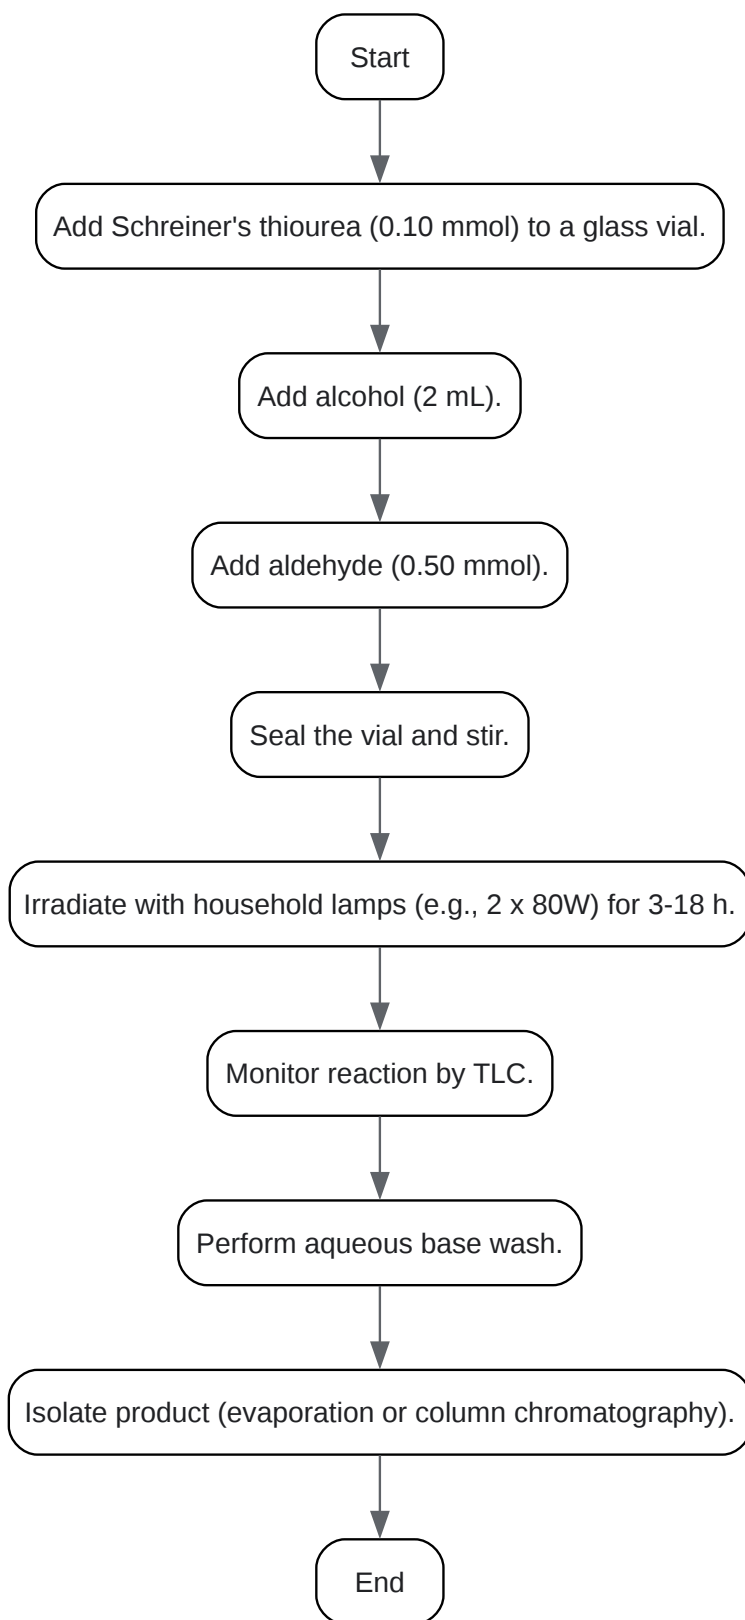 Start
Add Schreiner's thiourea (0.10 mmol) to a glass vial.
Add alcohol (2 mL).
Add aldehyde (0.50 mmol).
Seal the vial and stir.
Irradiate with household lamps (e.g., 2 x 80W) for 3-18 h.
Monitor reaction by TLC.
Perform aqueous base wash.
Isolate product (evaporation or column chromatography).
End